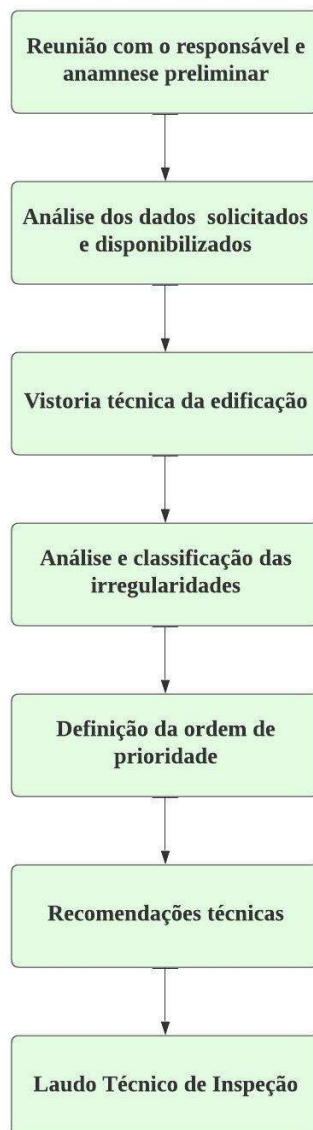 Reunião com o responsável e
anamnese preliminar
Análise dos dados solicitados
e disponibilizados
Vistoria técnica da edificação
Análise e classificação das
irregularidades
Definição da ordem de
prioridade
Recomendações técnicas
Laudo Técnico de Inspeção